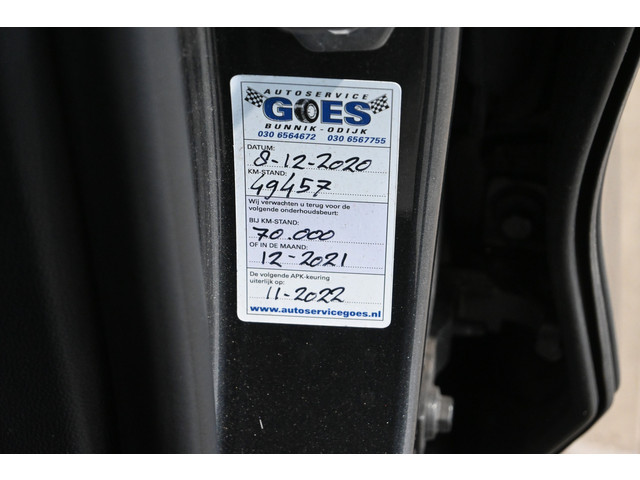 AUTOSERVICE
GOES
BUNNIK - ODIJK
030 6564672 030 6567755
DATUM:
8-12-2020
KM-STAND:
49457
Wij verwachten u terug voor de
volgende onderhoudsbeurt:
BIJ KM-STAND:
70.000
OF IN DE MAAND:
12-2021
De volgende APK-keuring
uiterlijk op:
11-2022
www.autoservicegoes.nl